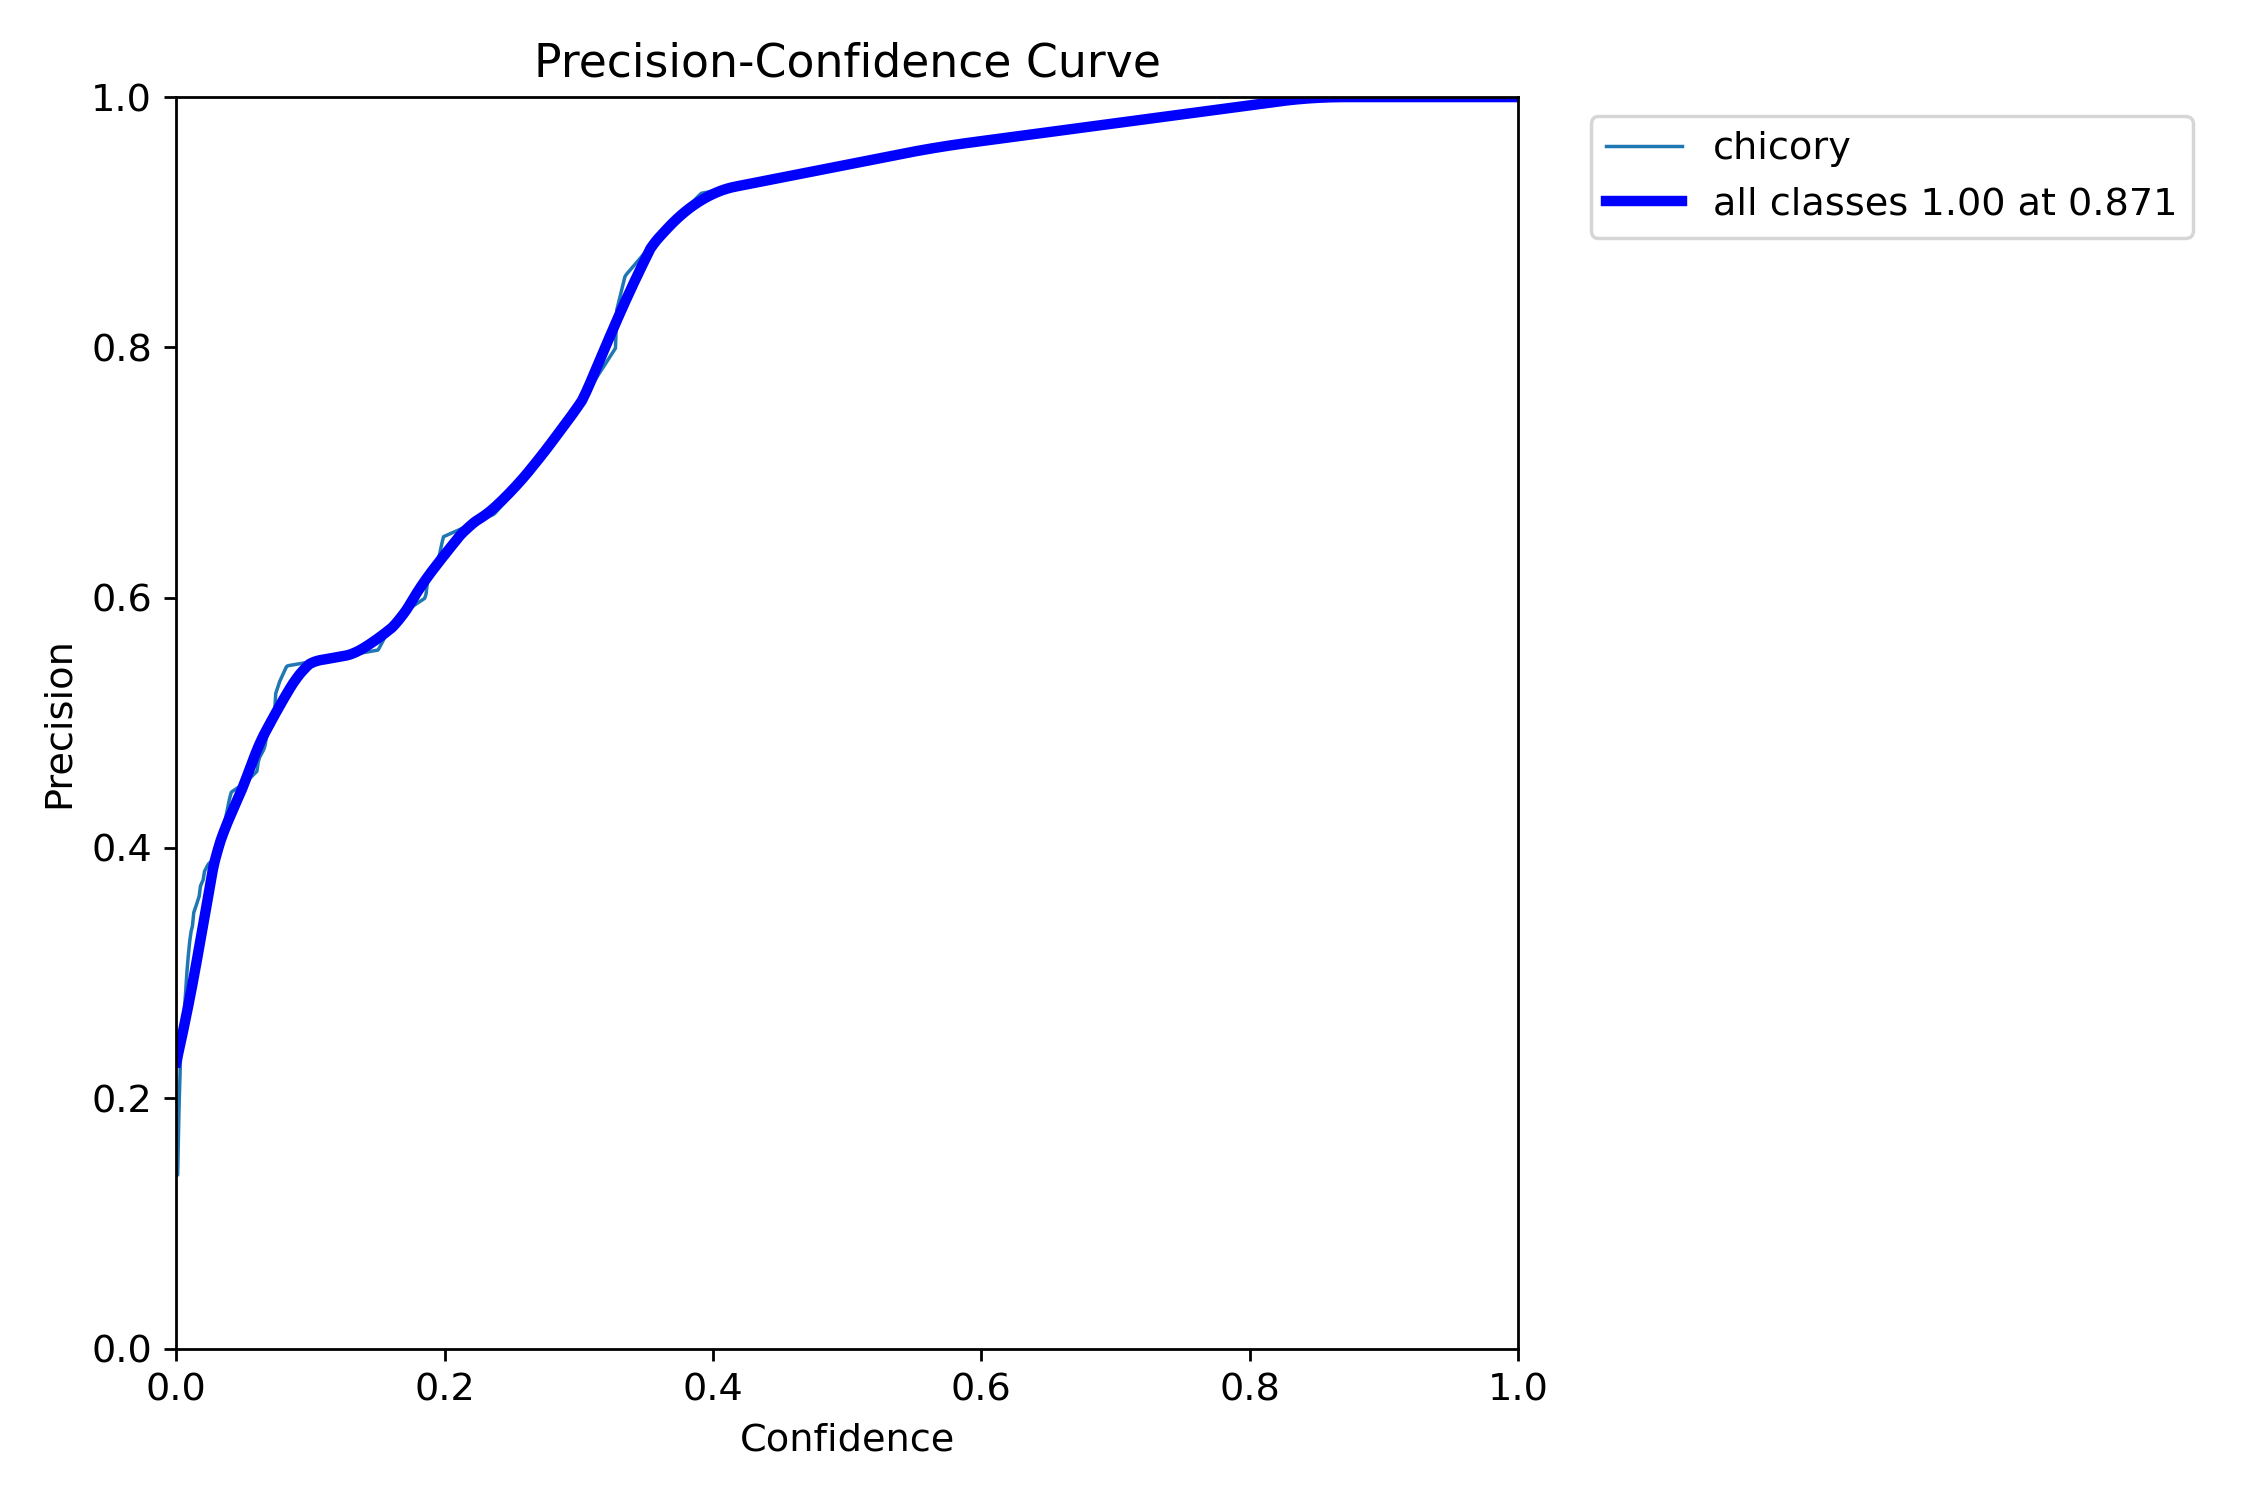 Precision-Confidence Curve
1.0
0.8
0.6
0.4
0.2
0.0
Precision
0.0 0.2 0.4 0.6 0.8 1.0
Confidence
chicory
all classes 1.00 at 0.871